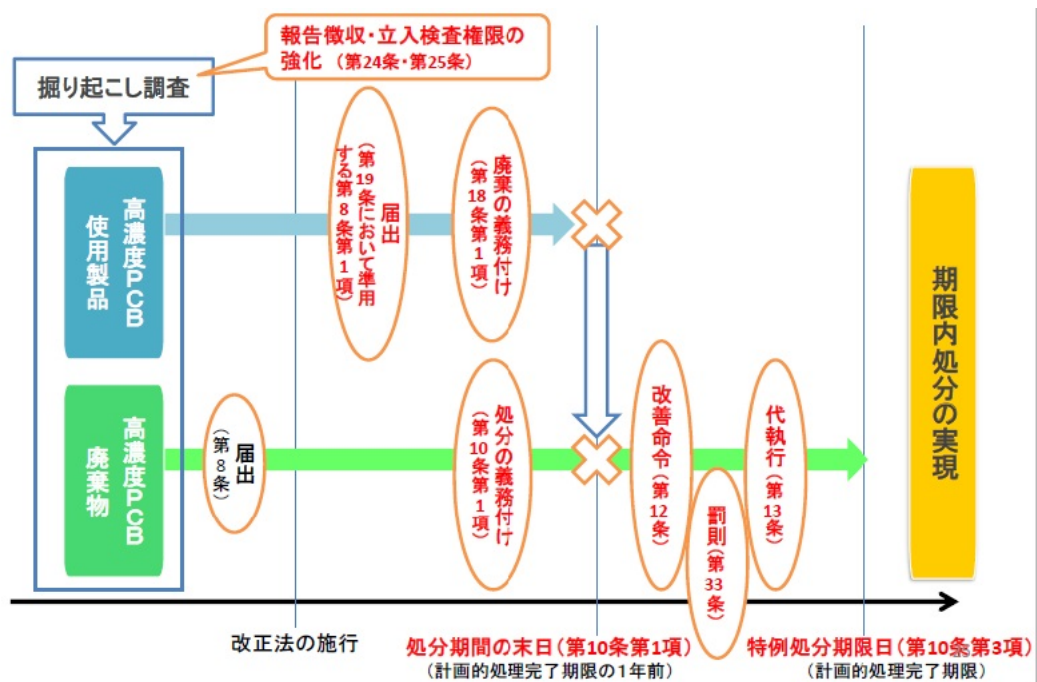 報告徴収・立入検査権限の
強化（第24条・第25条）
掘り起こし調査
高濃度ＰＣＢ
使用製品
届出
（第19条において準用
する第8条第1項）
廃棄の義務付け
（第18条第1項）
高濃度ＰＣＢ
廃棄物
届出
（第8条）
処分の義務付け
（第10条第1項）
改善命令（第12条）
罰則（第33条）
代執行（第13条）
期限内処分の実現
改正法の施行
処分期間の末日（第10条第1項）
（計画的処理完了期限の1年前）
特例処分期限日（第10条第3項）
（計画的処理完了期限）